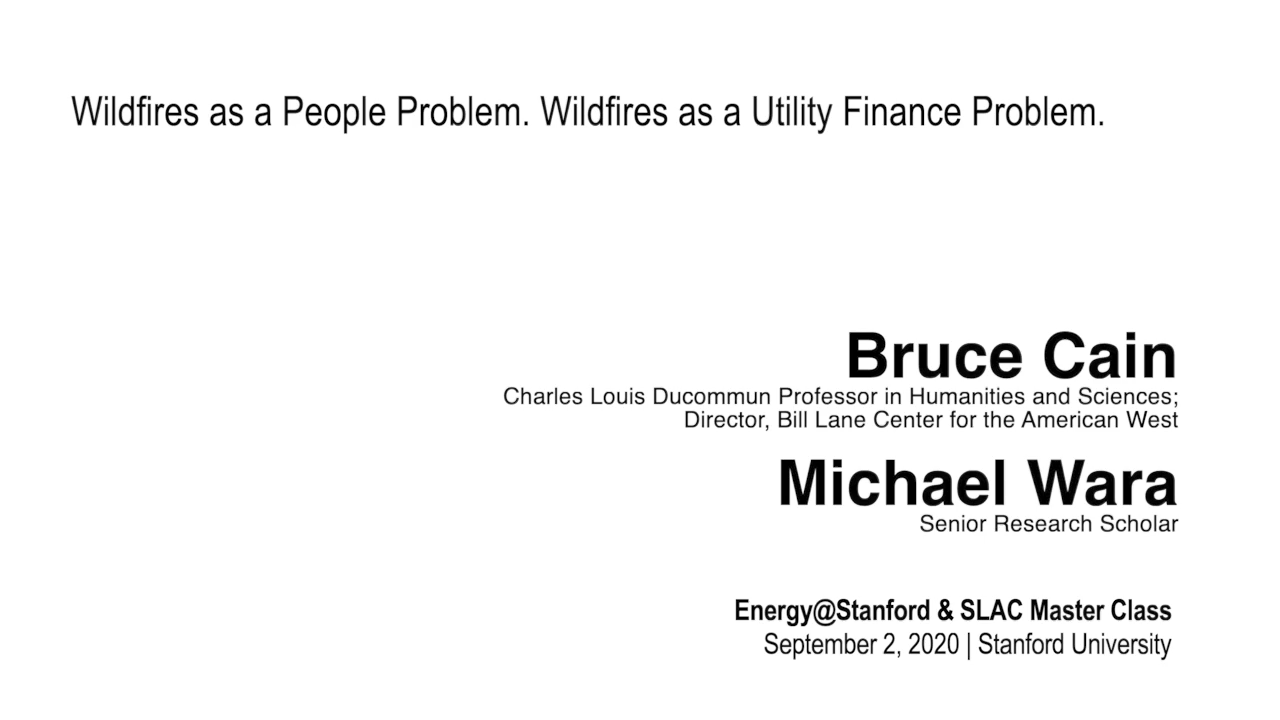 Wildfires as a People Problem. Wildfires as a Utility Finance Problem.
Bruce Cain
Charles Louis Ducommun Professor in Humanities and Sciences;
Director, Bill Lane Center for the American West
Michael Wara
Senior Research Scholar
Energy@Stanford & SLAC Master Class
September 2, 2020 | Stanford University